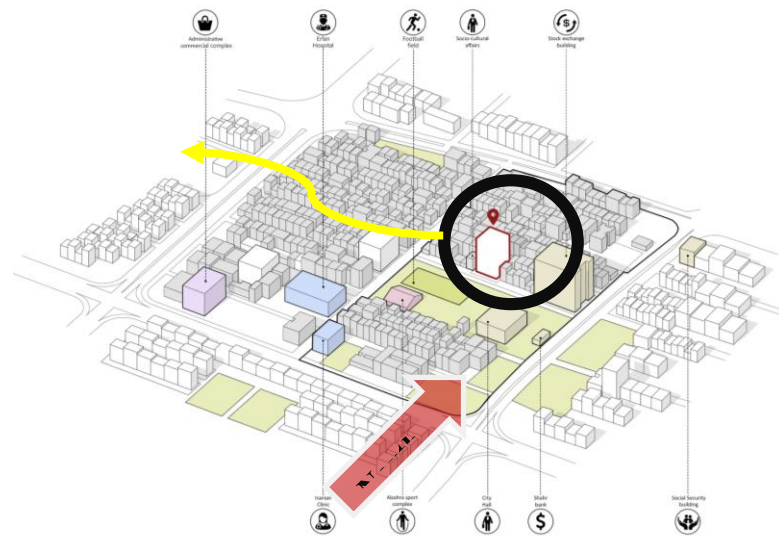 Administrative
commercial complex
Erfan
Hospital
Football
field
Socio-cultural
affairs
Stock exchange
building
Iranian
Clinic
Alzahra sport
complex
City
Hall
Shahr
bank
Social Security
building